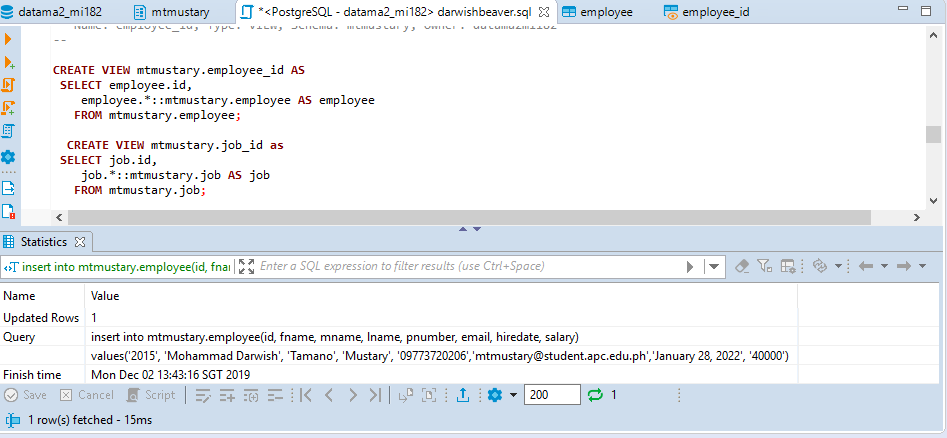 datama2_mi182
mtmustary
*<PostgreSQL - datama2_mi182> darwishbeaver.sql
employee
employee_id
-- Name: employee_id; Type: VIEW; Schema: mtmustary; Owner: datama2mi182
--
CREATE VIEW mtmustary.employee_id AS
SELECT employee.id,
employee.*::mtmustary.employee AS employee
FROM mtmustary.employee;
CREATE VIEW mtmustary.job_id as
SELECT job.id,
job.*::mtmustary.job AS job
FROM mtmustary.job;
Statistics
insert into mtmustary.employee(id, fnar
Enter a SQL expression to filter results (use Ctrl+Space)
Name Value
Updated Rows 1
Query insert into mtmustary.employee(id, fname, mname, lname, pnumber, email, hiredate, salary)
values('2015', 'Mohammad Darwish', 'Tamano', 'Mustary', '09773720206','mtmustary@student.apc.edu.ph','January 28, 2022', '40000')
Finish time Mon Dec 02 13:43:16 SGT 2019
Save Cancel Script 200 1
1 row(s) fetched - 15ms